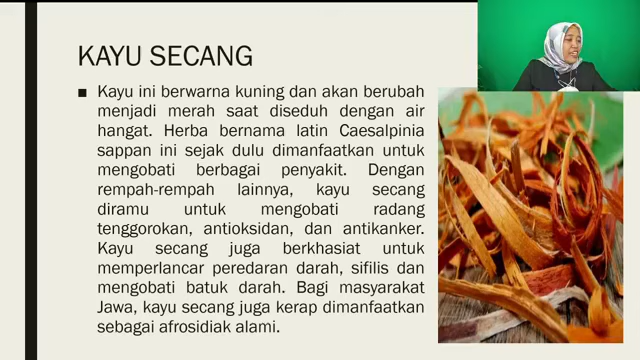 KAYU SECANG
■ Kayu ini berwarna kuning dan akan berubah
menjadi merah saat diseduh dengan air
hangat. Herba bernama latin Caesalpinia
sappan ini sejak dulu dimanfaatkan untuk
mengobati berbagai penyakit. Dengan
rempah-rempah lainnya, kayu secang
diramu untuk mengobati radang
tenggorokan, antioksidan, dan antikanker.
Kayu secang juga berkhasiat untuk
memperlancar peredaran darah, sifilis dan
mengobati batuk darah. Bagi masyarakat
Jawa, kayu secang juga kerap dimanfaatkan
sebagai afrosidiak alami.